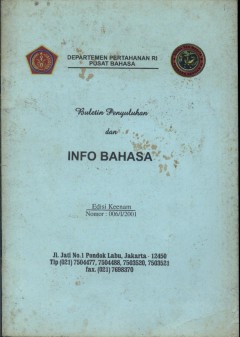 DEPARTEMEN PERTAHANAN RI
PUSAT BAHASA
Buletin Penyuluhan
dan
INFO BAHASA
Edisi Keenam
Nomor : 006/I/2001
Jl. Jati No.1 Pondok Labu, Jakarta - 12450
Tlp (021) 7504477, 7504488, 7503520, 7503521
fax. (021) 7698370